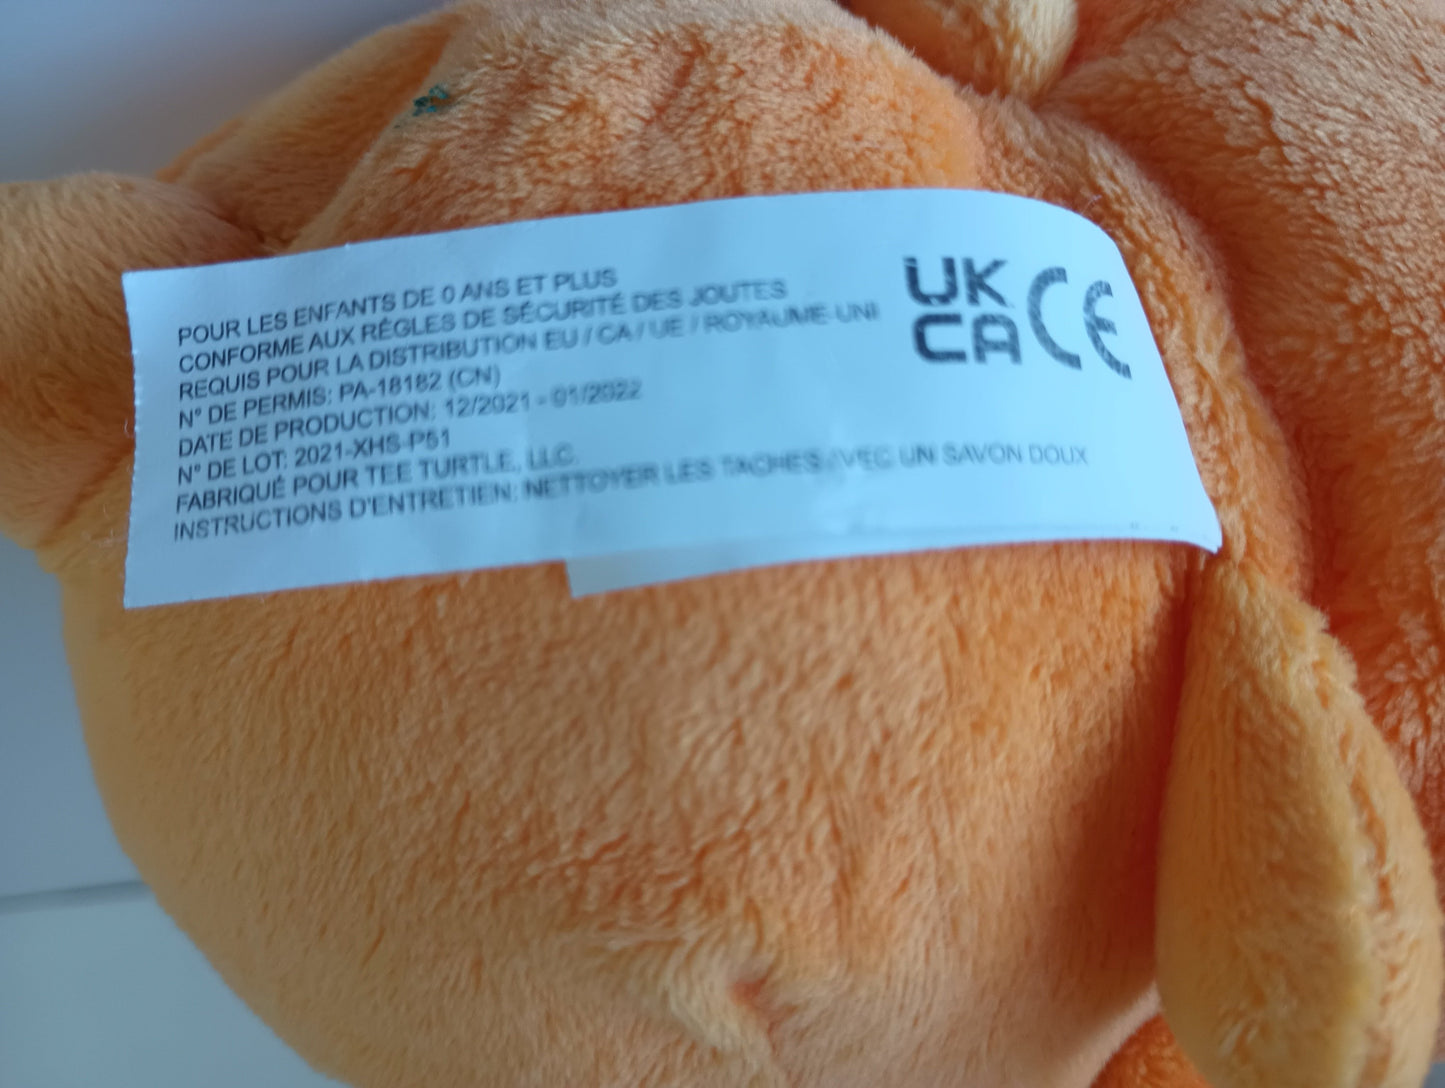 POUR LES ENFANTS DE 0 ANS ET PLUS
CONFORME AUX RÈGLES DE SÉCURITÉ DES JOUTES
REQUIS POUR LA DISTRIBUTION EU / CA / UE / ROYAUME-UNI
N° DE PERMIS: PA-18182 (CN)
DATE DE PRODUCTION: 12/2021 - 01/2022
N° DE LOT: 2021-XHS-P51
FABRIQUÉ POUR TEE TURTLE, LLC.
INSTRUCTIONS D'ENTRETIEN: NETTOYER LES TACHES AVEC UN SAVON DOUX
UK
CA CE